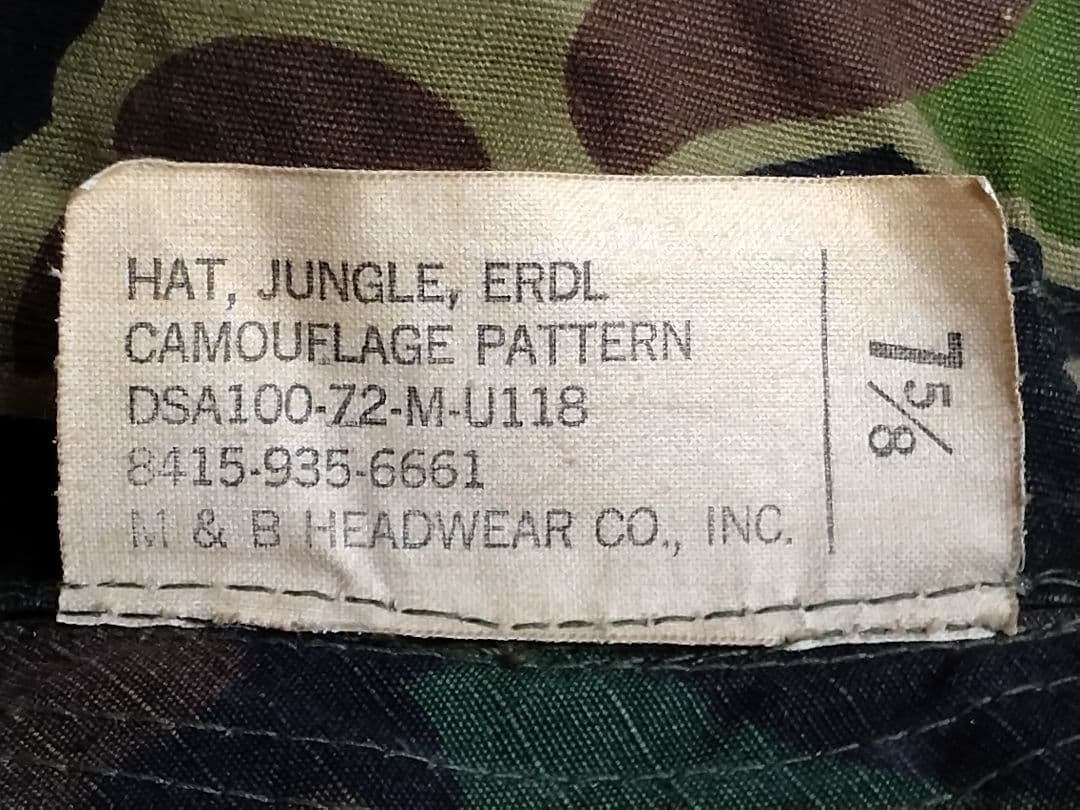 HAT, JUNGLE, ERDL
CAMOUFLAGE PATTERN
DSA100-72-M-U118
8415-935-6661
M & B HEADWEAR CO., INC.
7 5/8